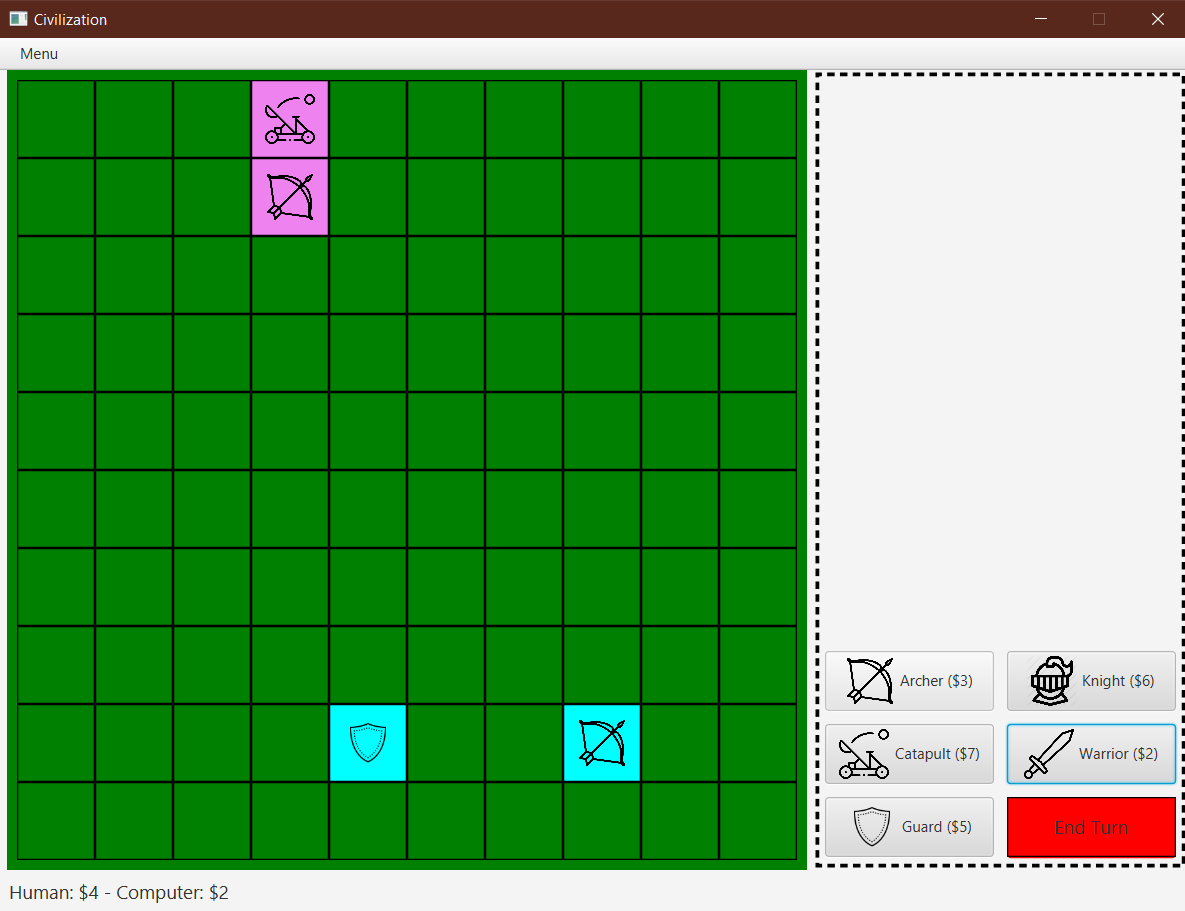 Civilization
Menu
Archer ($3)
Knight ($6)
Catapult ($7)
Warrior ($2)
Guard ($5)
End Turn
Human: $4 - Computer: $2